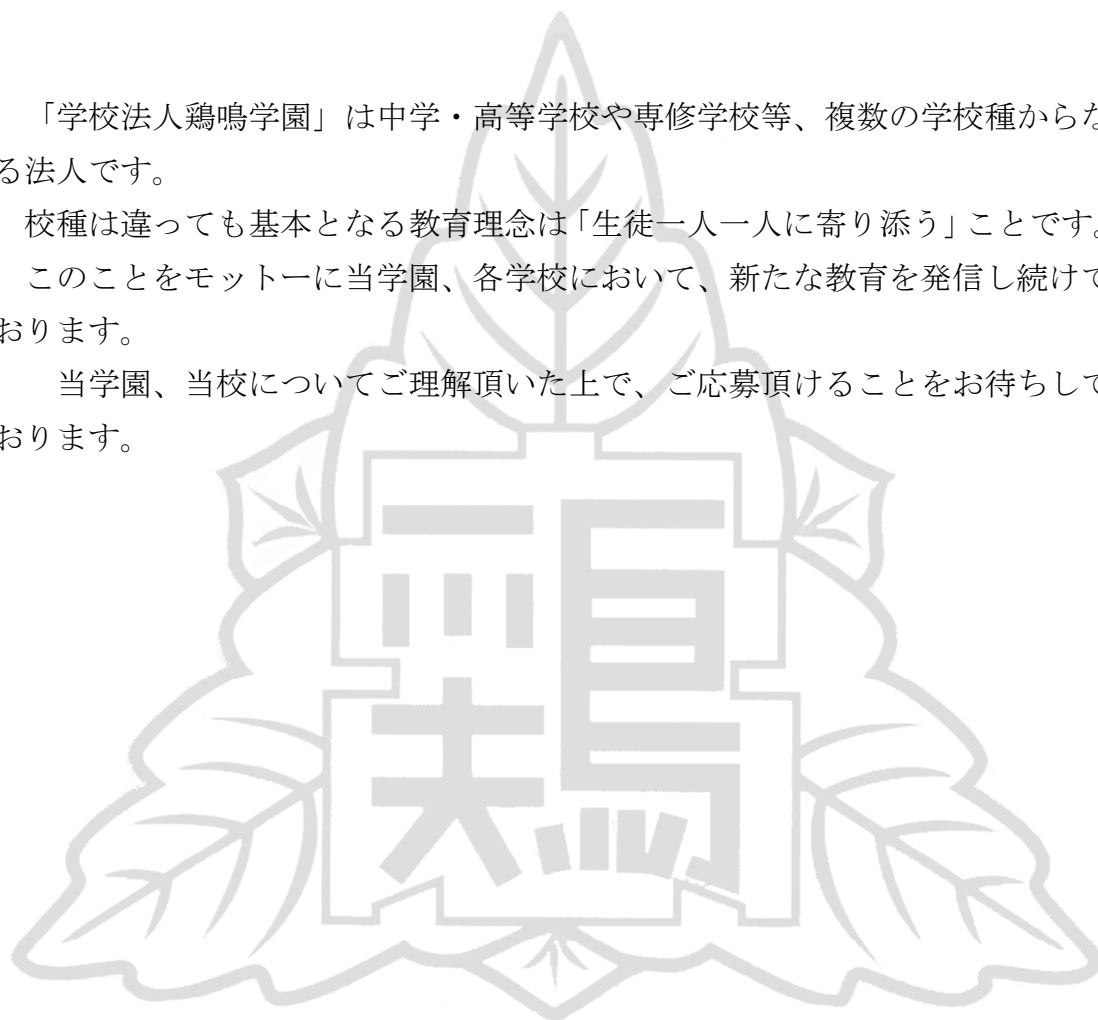 「学校法人鶏鳴学園」は中学・高等学校や専修学校等、複数の学校種からな
る法人です。
校種は違っても基本となる教育理念は「生徒一人一人に寄り添う」ことです。
このことをモットーに当学園、各学校において、新たな教育を発信し続けて
おります。
当学園、当校についてご理解頂いた上で、ご応募頂けることをお待ちして
おります。
鶏